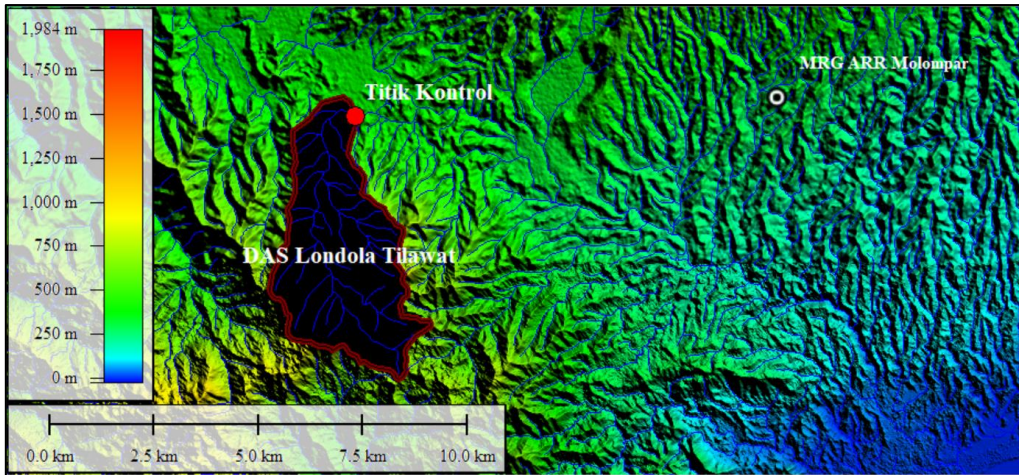 1,984 m
1,750 m
1,500 m
1,250 m
1,000 m
750 m
500 m
250 m
0 m
Titik Kontrol
MRG ARR Molompar
DAS Londola Tilawat
0.0 km
2.5 km
5.0 km
7.5 km
10.0 km